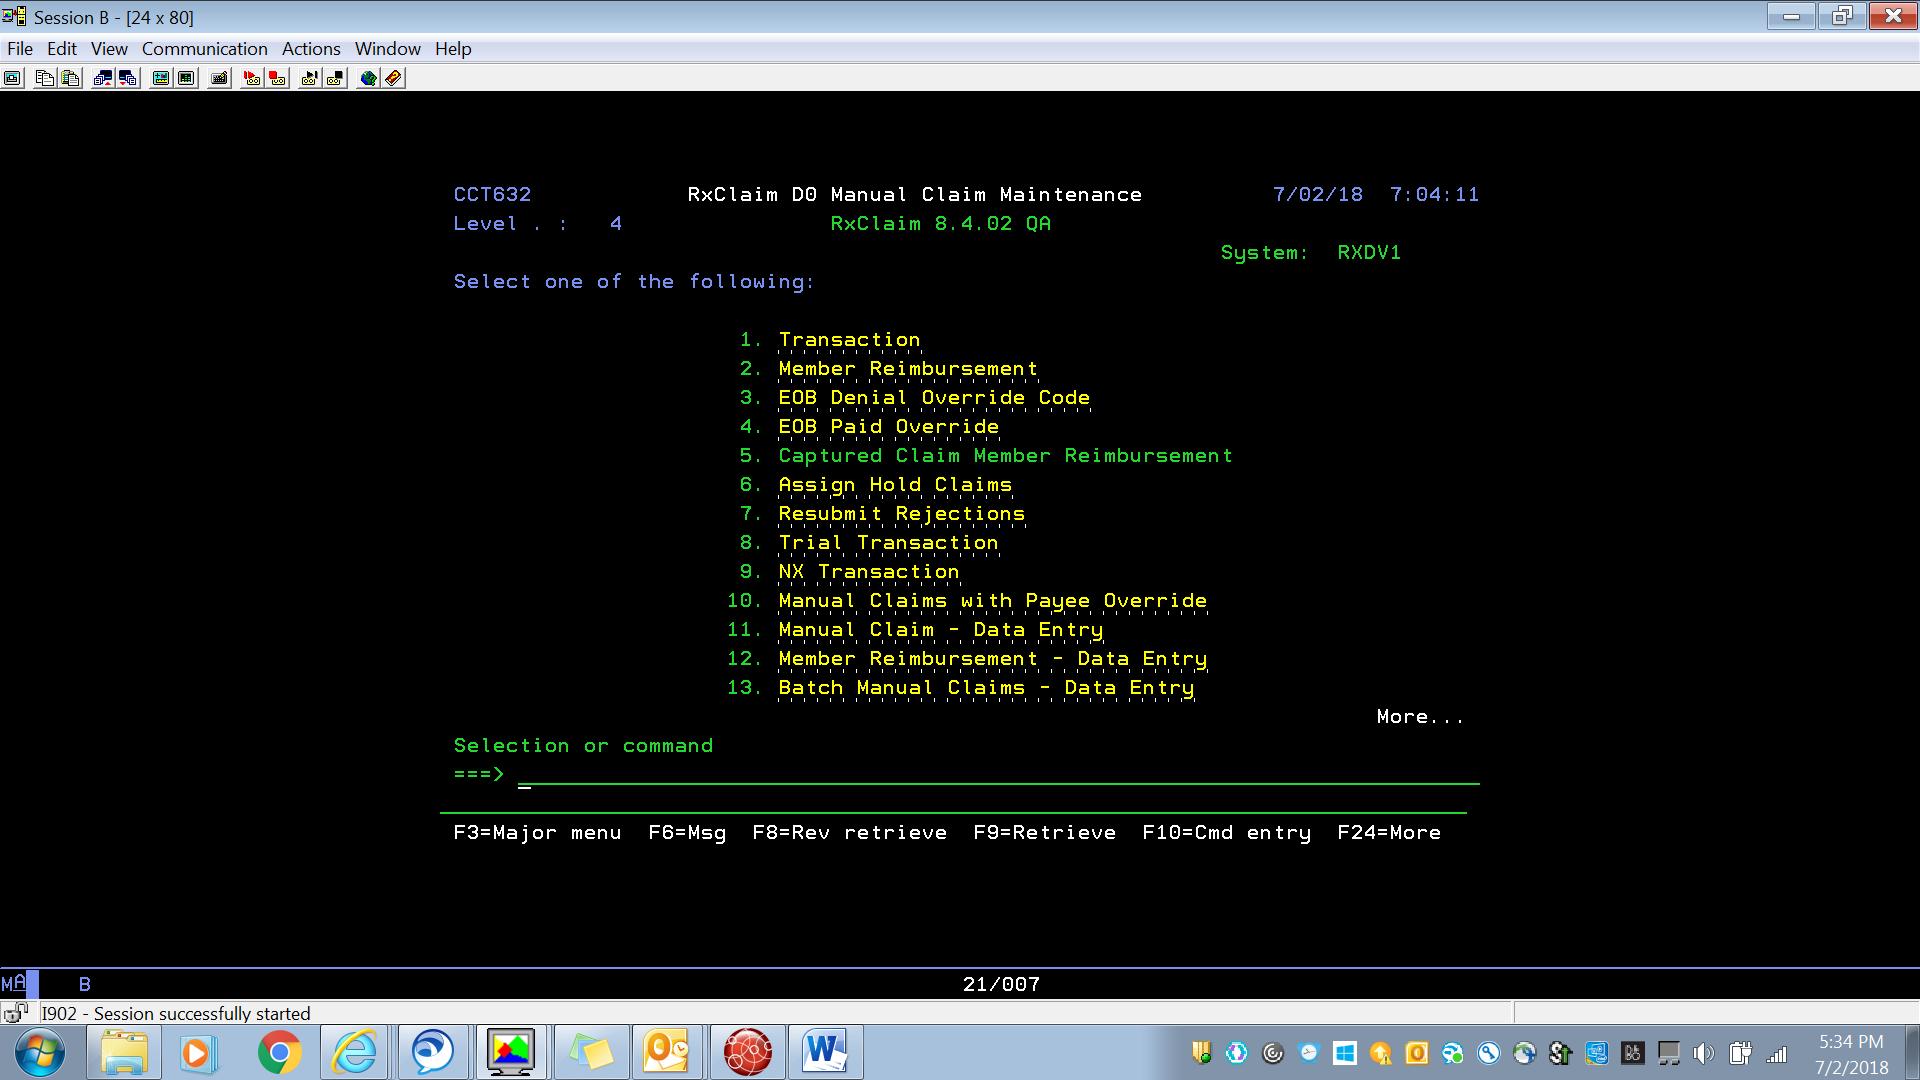 Session B - [24 x 80]
File Edit View Communication Actions Window Help
CCT632 RxClaim D0 Manual Claim Maintenance 7/02/18 7:04:11
Level . : 4 RxClaim 8.4.02 QA
System: RXDV1
Select one of the following:
1. Transaction
2. Member Reimbursement
3. EOB Denial Override Code
4. EOB Paid Override
5. Captured Claim Member Reimbursement
6. Assign Hold Claims
7. Resubmit Rejections
8. Trial Transaction
9. NX Transaction
10. Manual Claims with Payee Override
11. Manual Claim - Data Entry
12. Member Reimbursement - Data Entry
13. Batch Manual Claims - Data Entry
More...
Selection or command
===> _
F3=Major menu F6=Msg F8=Rev retrieve F9=Retrieve F10=Cmd entry F24=More
MA B 21/007
I902 - Session successfully started
5:34 PM
7/2/2018